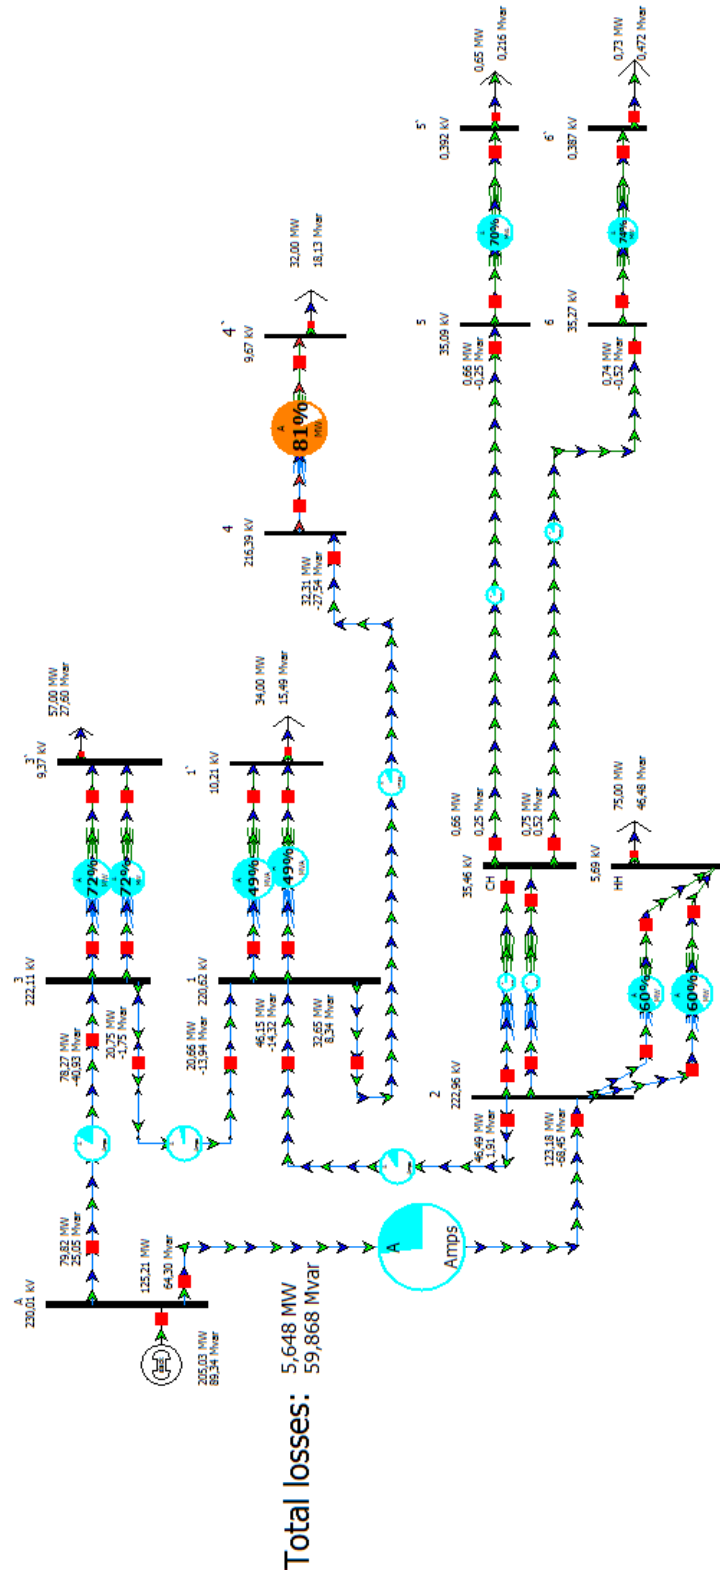 A
230,01 kV
205,03 MW
89,34 Mvar
79,82 MW
25,05 Mvar
125,21 MW
64,30 Mvar
Total losses:
5,648 MW
59,868 Mvar
A
Amps
78,27 MW
-40,93 Mvar
3
222,11 kV
20,75 MW
-1,75 Mvar
A
72%
MW
A
72%
MW
3`
9,37 kV
57,00 MW
27,60 Mvar
20,66 MW
-13,94 Mvar
46,15 MW
-14,32 Mvar
32,65 MW
8,34 Mvar
1
220,62 kV
A
49%
MVA
A
49%
MVA
1`
10,21 kV
34,00 MW
15,49 Mvar
32,31 MW
-27,54 Mvar
4
216,39 kV
A
81%
MW
4`
9,67 kV
32,00 MW
18,13 Mvar
46,49 MW
1,91 Mvar
123,18 MW
-68,45 Mvar
2
222,96 kV
A
60%
MW
A
60%
MW
35,46 kV
CH
5,69 kV
HH
75,00 MW
46,48 Mvar
0,66 MW
0,25 Mvar
0,75 MW
0,52 Mvar
0,66 MW
-0,25 Mvar
5
35,09 kV
A
70%
MVA
5`
0,392 kV
0,65 MW
0,216 Mvar
0,74 MW
-0,52 Mvar
6
35,27 kV
A
74%
MW
6`
0,387 kV
0,73 MW
0,472 Mvar